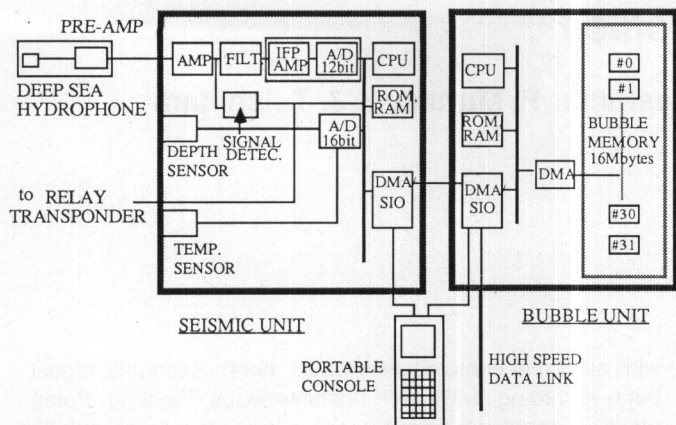 PRE-AMP
DEEP SEA
HYDROPHONE
AMP
FILT
IFP
AMP
A/D
12bit
CPU
ROM
RAM
SIGNAL
DETEC.
A/D
16bit
DEPTH
SENSOR
to RELAY
TRANSPONDER
TEMP.
SENSOR
DMA/
SIO
SEISMIC UNIT
CPU
ROM
RAM
DMA/
SIO
DMA
#0
#1
BUBBLE
MEMORY
16Mbytes
#30
#31
BUBBLE UNIT
PORTABLE
CONSOLE
HIGH SPEED
DATA LINK